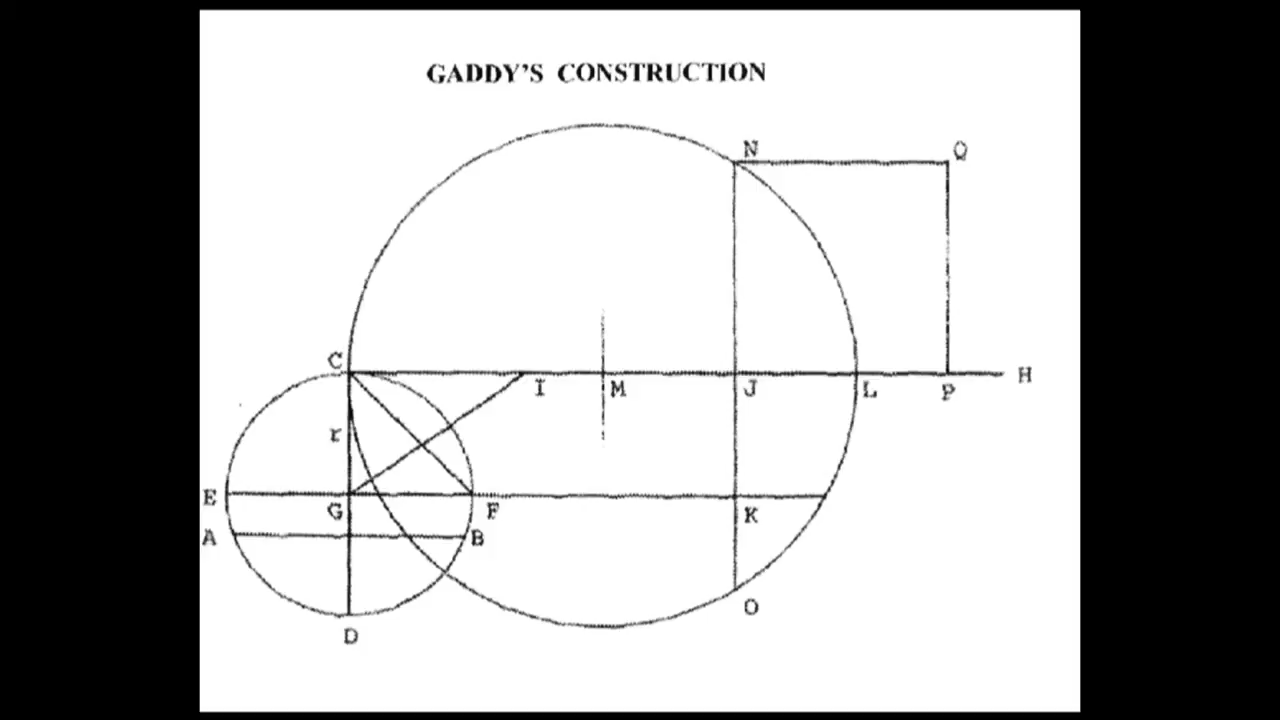 GADDY'S CONSTRUCTION
N Q
C I M J L P H
r
E G F K
A B
O
D